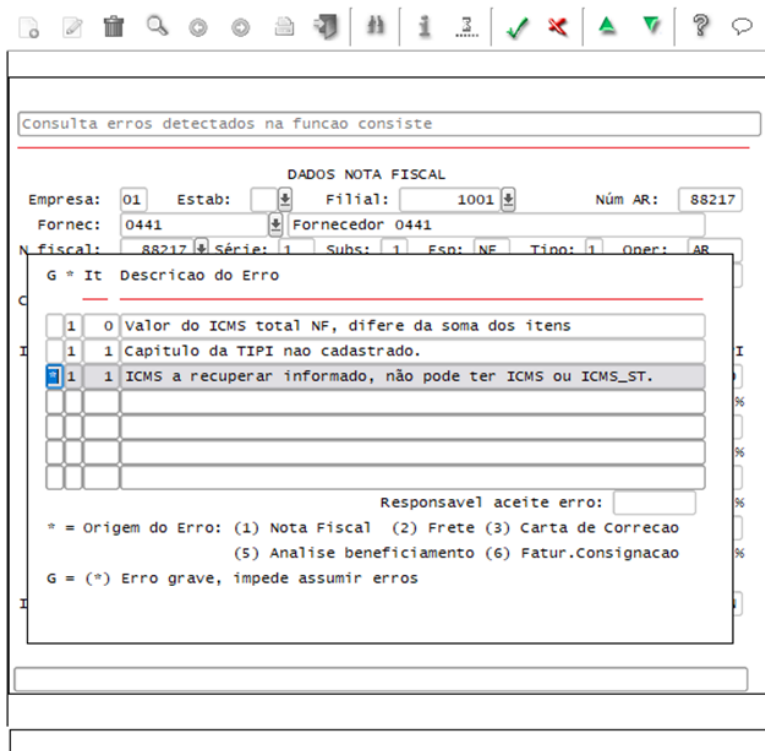 3
Consulta erros detectados na funcao consiste
DADOS NOTA FISCAL
Empresa: 01 Estab: Filial: 1001 Núm AR: 88217
Fornec: 0441 Fornecedor 0441
N fiscal: 88217 Série: 1 Subs: 1 Esp: NF Tipo: 1 Oper: AR
G * It Descricao do Erro
1 0 Valor do ICMS total NF, difere da soma dos itens
1 1 Capitulo da TIPI nao cadastrado.
* 1 1 ICMS a recuperar informado, não pode ter ICMS ou ICMS_ST.
%
%
Responsavel aceite erro: %
* = Origem do Erro: (1) Nota Fiscal (2) Frete (3) Carta de Correcao
(5) Analise beneficiamento (6) Fatur.Consignacao %
G = (*) Erro grave, impede assumir erros